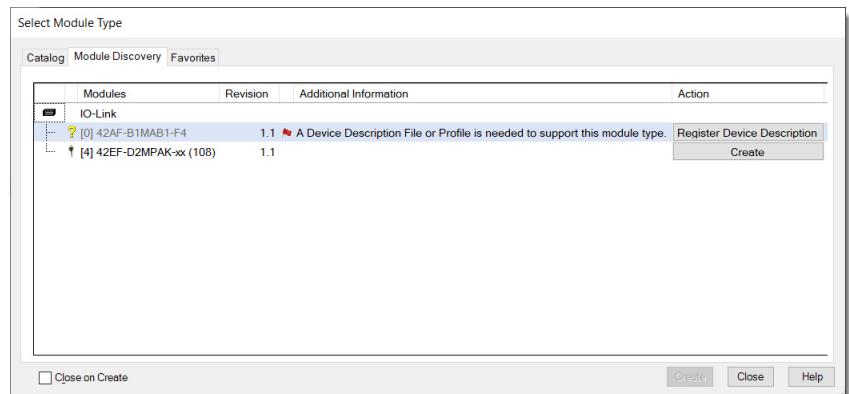 Select Module Type
Catalog Module Discovery Favorites
Modules Revision Additional Information Action
IO-Link
[0] 42AF-B1MAB1-F4 1.1 A Device Description File or Profile is needed to support this module type. Register Device Description
[4] 42EF-D2MPAK-xx (108) 1.1 Create
Close on Create Create Close Help